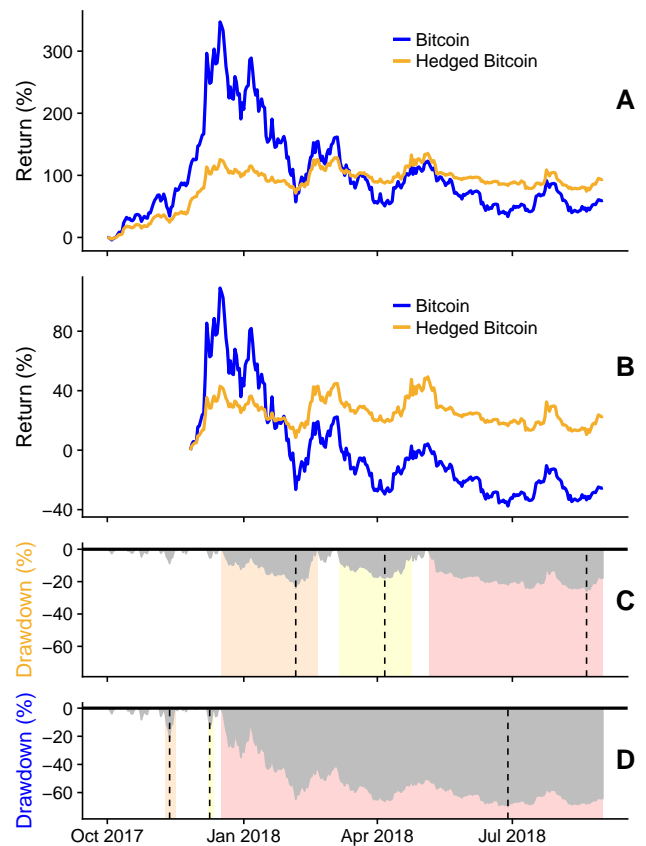 Return (%)
300
200
100
0
Bitcoin
Hedged Bitcoin
A
Return (%)
80
40
0
−40
Bitcoin
Hedged Bitcoin
B
Drawdown (%)
0
−20
−40
−60
C
Drawdown (%)
0
−20
−40
−60
D
Oct 2017 Jan 2018 Apr 2018 Jul 2018